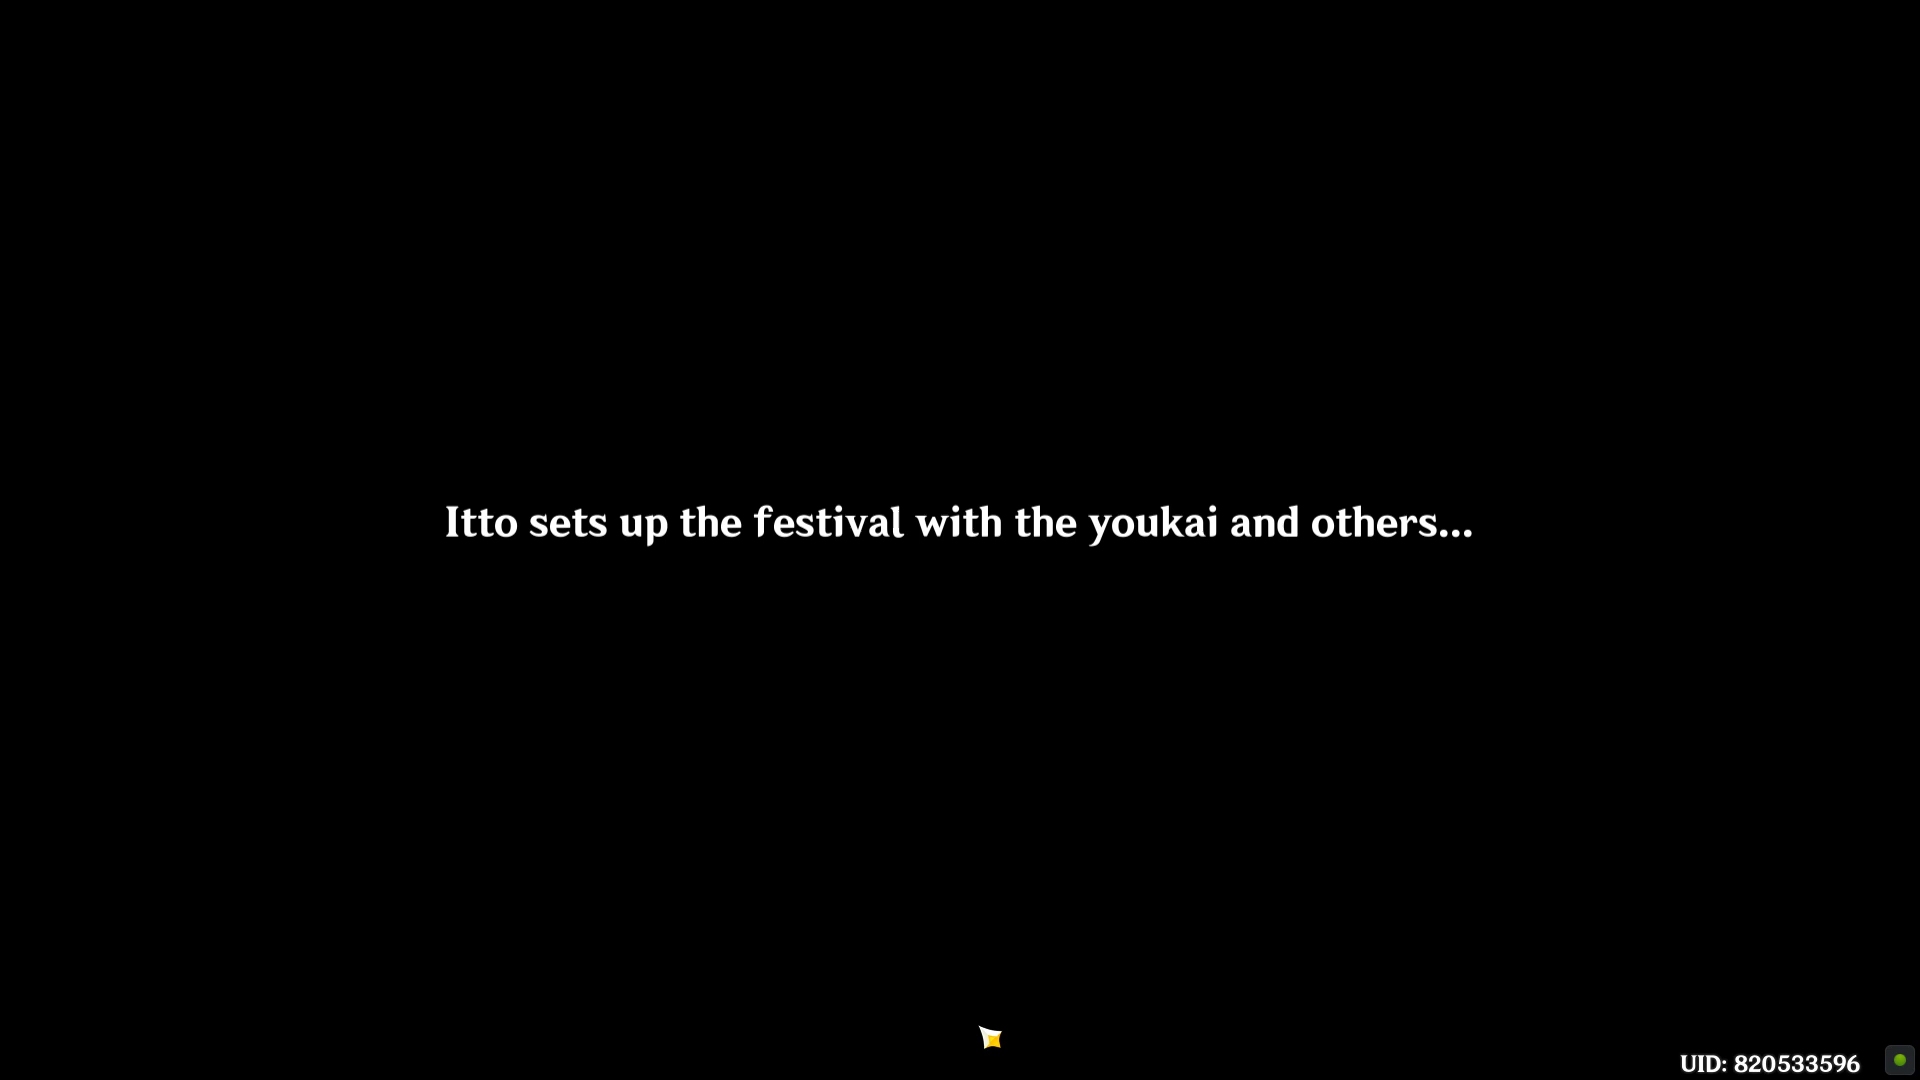 Itto sets up the festival with the youkai and others...
UID: 820533596